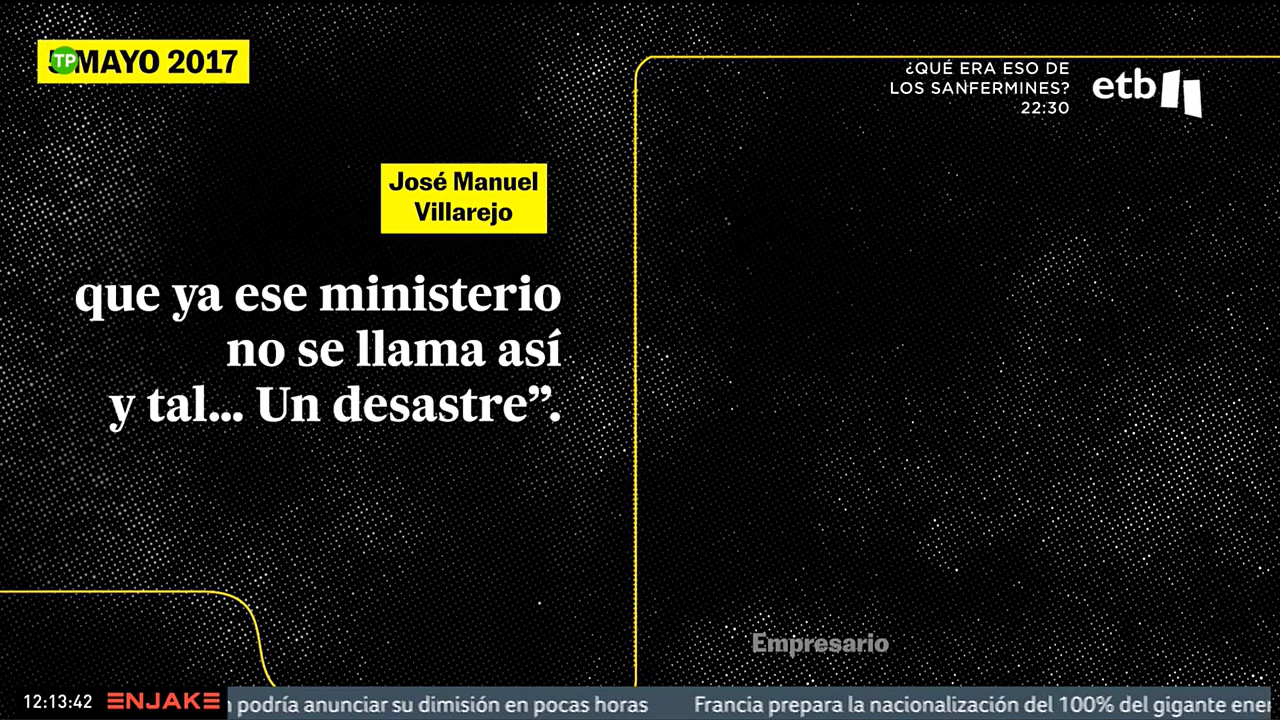 5 MAYO 2017
TP
¿QUÉ ERA ESO DE
LOS SANFERMINES?
22:30
etb
José Manuel
Villarejo
que ya ese ministerio
no se llama así
y tal... Un desastre”.
Empresario
12:13:42
ENJAKE
podría anunciar su dimisión en pocas horas
Francia prepara la nacionalización del 100% del gigante